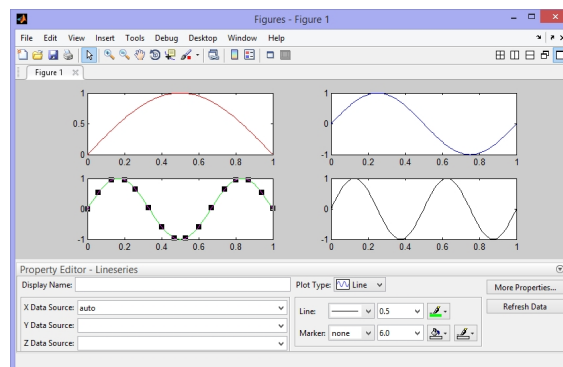 Figures - Figure 1
File Edit View Insert Tools Debug Desktop Window Help
Figure 1
1
0.5
0
0 0.2 0.4 0.6 0.8 1
1
0
-1
0 0.2 0.4 0.6 0.8 1
1
0
-1
0 0.2 0.4 0.6 0.8 1
1
0
-1
0 0.2 0.4 0.6 0.8 1
Property Editor - Lineseries
Display Name:
Plot Type: Line
More Properties...
X Data Source: auto
Line: 0.5
Refresh Data
Y Data Source:
Marker: none 6.0
Z Data Source: